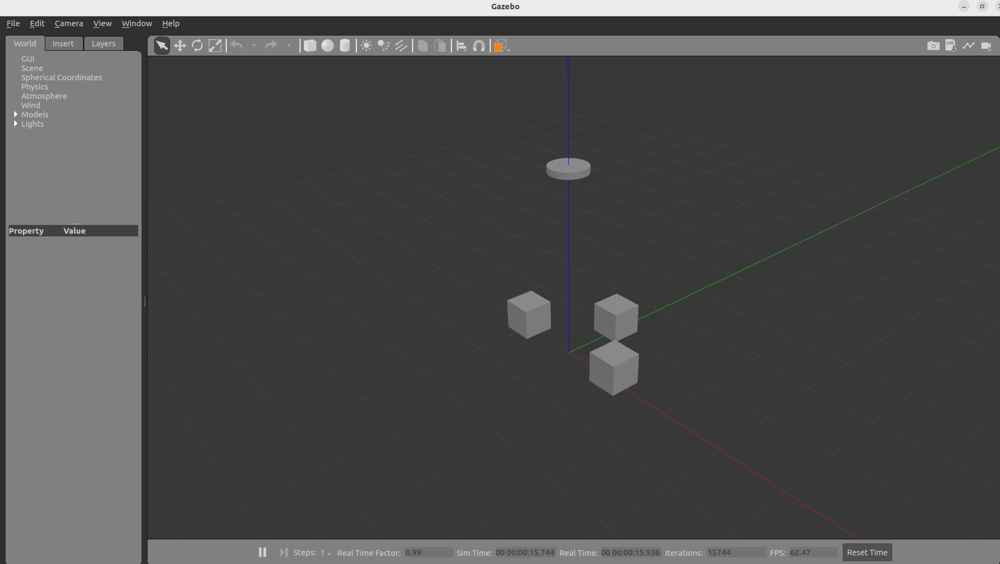 Gazebo
File Edit Camera View Window Help
World Insert Layers
LOG
GUI
Scene
Spherical Coordinates
Physics
Atmosphere
Wind
Models
Lights
Property Value
Steps: 1 Real Time Factor: 0.99 Sim Time: 00 00:00:15.744 Real Time: 00 00:00:15.936 Iterations: 15744 FPS: 62.47 Reset Time